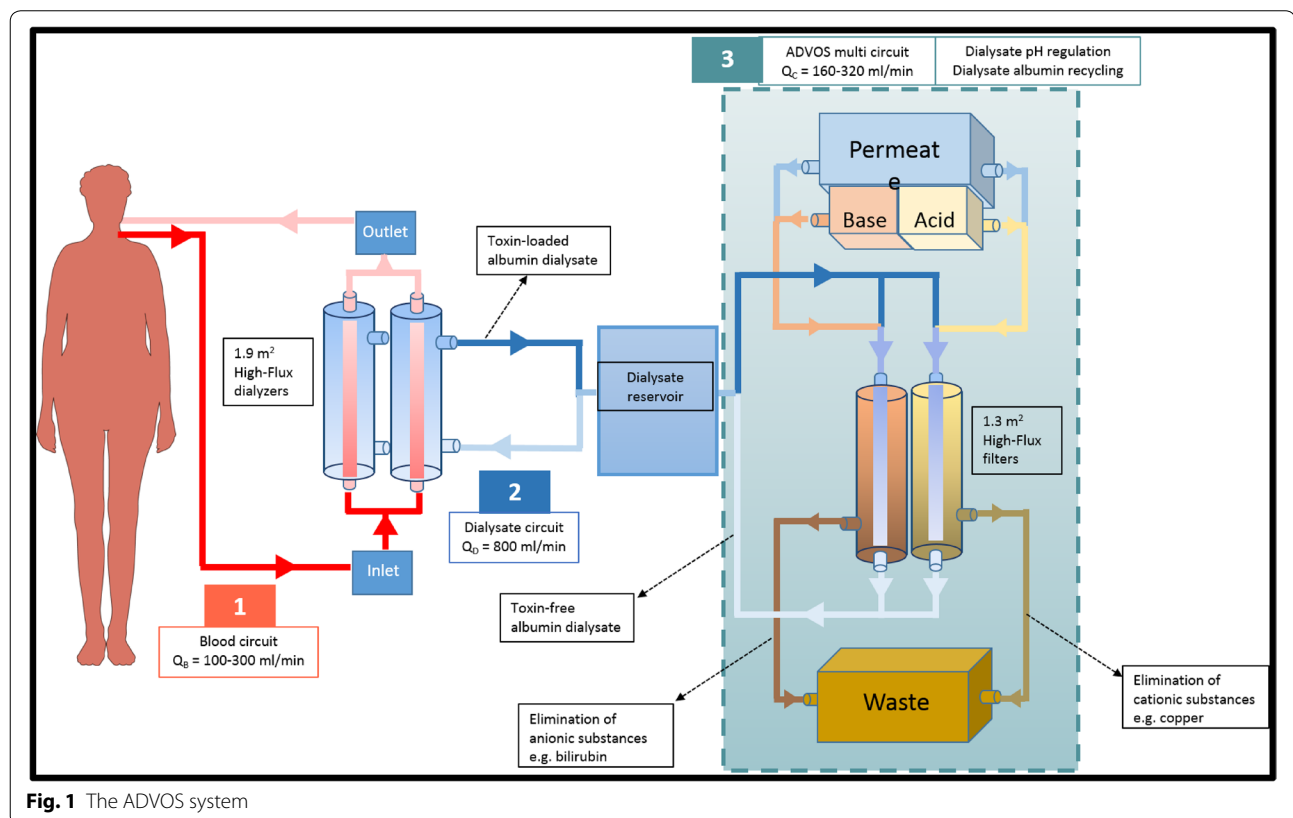 3
ADVOS multi circuit
Q_C = 160-320 ml/min
Dialysate pH regulation
Dialysate albumin recycling
Permeat
e
Base
Acid
Outlet
Toxin-loaded
albumin dialysate
1.9 m²
High-Flux
dialyzers
Dialysate
reservoir
1.3 m²
High-Flux
filters
2
Dialysate circuit
Q_D = 800 ml/min
Inlet
1
Blood circuit
Q_B = 100-300 ml/min
Toxin-free
albumin dialysate
Waste
Elimination of
anionic substances
e.g. bilirubin
Elimination of
cationic substances
e.g. copper
Fig. 1 The ADVOS system